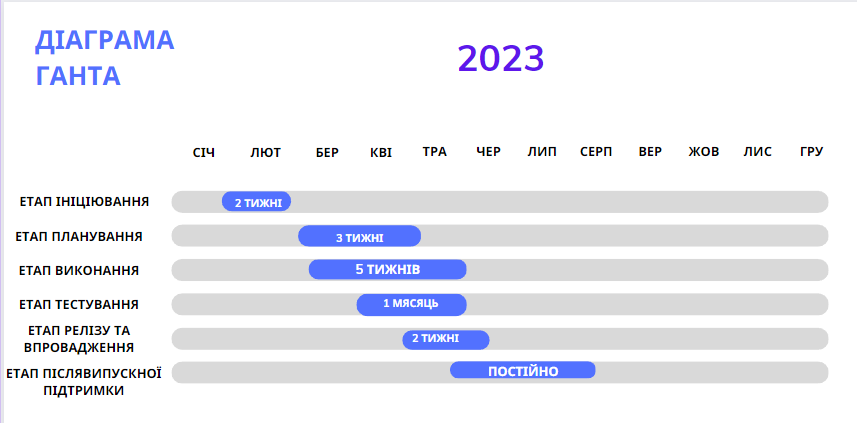 ДІАГРАМА
ГАНТА
2023
СІЧ ЛЮТ БЕР КВІ ТРА ЧЕР ЛИП СЕРП ВЕР ЖОВ ЛИС ГРУ
ЕТАП ІНІЦІЮВАННЯ 2 ТИЖНІ
ЕТАП ПЛАНУВАННЯ 3 ТИЖНІ
ЕТАП ВИКОНАННЯ 5 ТИЖНІВ
ЕТАП ТЕСТУВАННЯ 1 МЯСЯЦЬ
ЕТАП РЕЛІЗУ ТА
ВПРОВАДЖЕННЯ
2 ТИЖНІ
ЕТАП ПІСЛЯВИПУСКНОЇ
ПІДТРИМКИ
ПОСТІЙНО